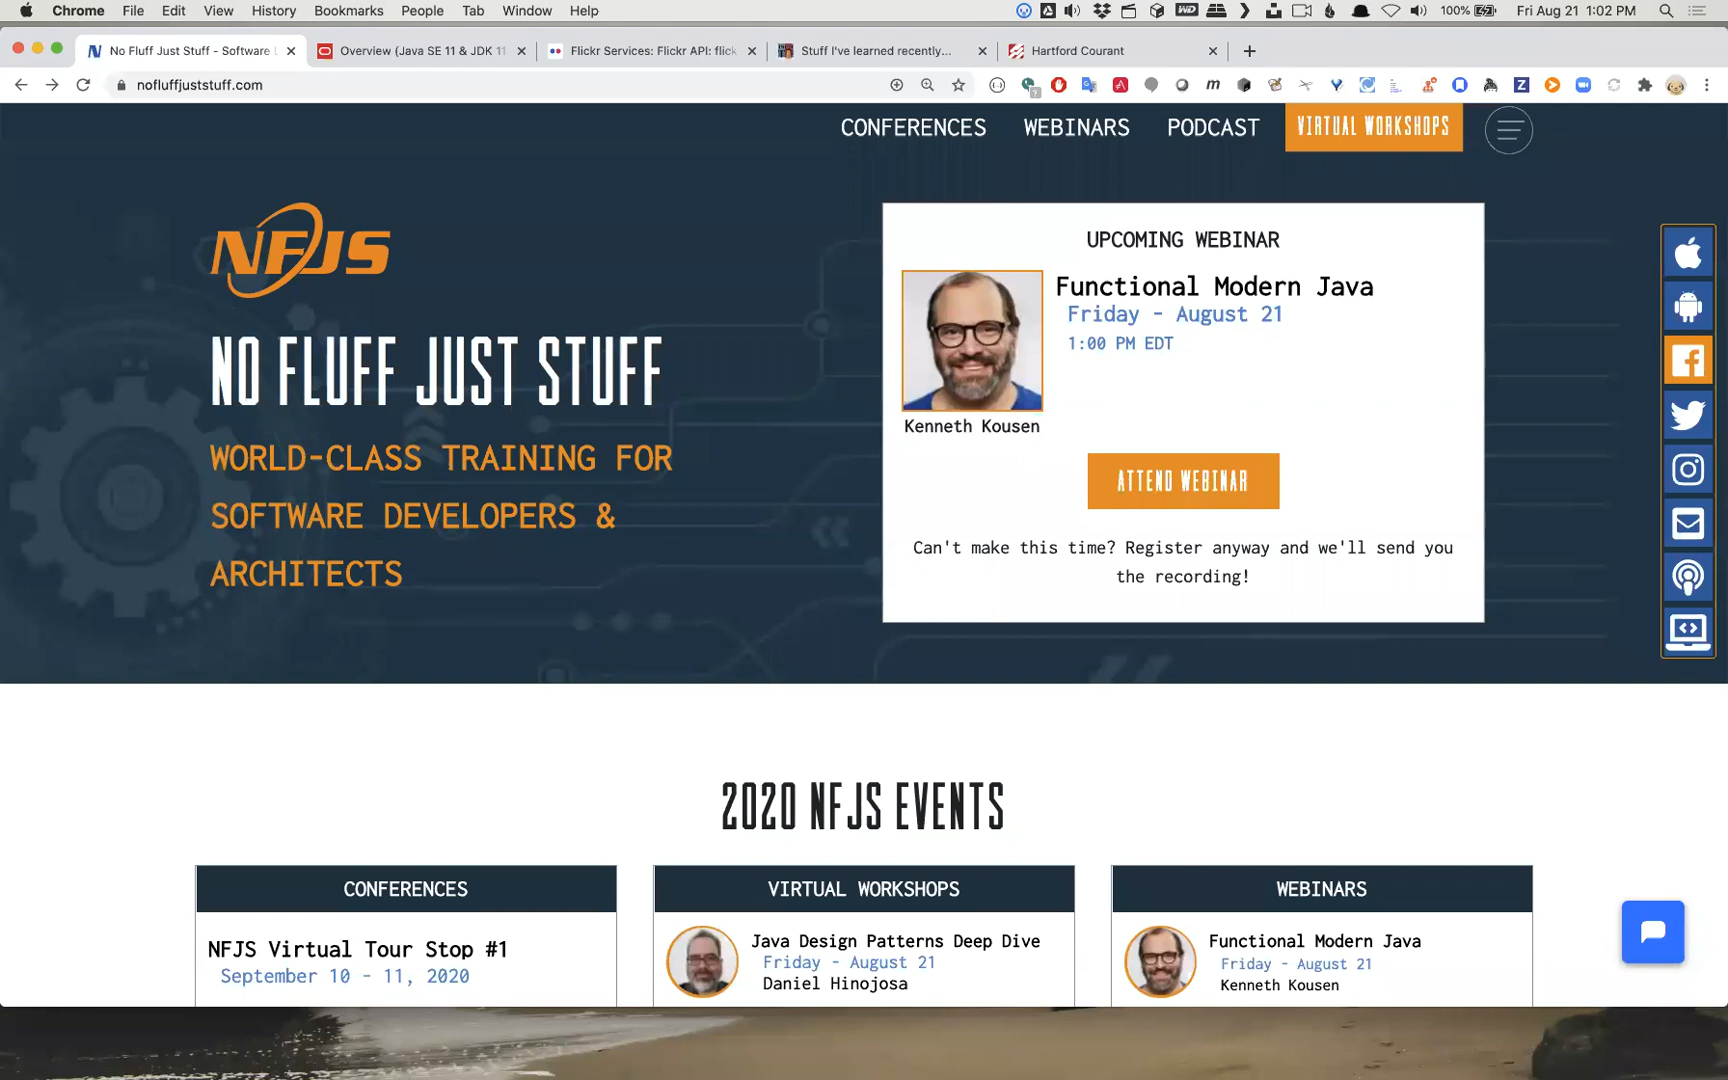 Chrome File Edit View History Bookmarks People Tab Window Help
WD 100% Fri Aug 21 1:02 PM
No Fluff Just Stuff - Software
Overview (Java SE 11 & JDK 11
Flickr Services: Flickr API: flick
Stuff I've learned recently...
Hartford Courant
nofluffjuststuff.com
CONFERENCES WEBINARS PODCAST VIRTUAL WORKSHOPS
NFJS
NO FLUFF JUST STUFF
WORLD-CLASS TRAINING FOR
SOFTWARE DEVELOPERS &
ARCHITECTS
UPCOMING WEBINAR
Functional Modern Java
Friday - August 21
1:00 PM EDT
Kenneth Kousen
ATTEND WEBINAR
Can't make this time? Register anyway and we'll send you
the recording!
2020 NFJS EVENTS
CONFERENCES
NFJS Virtual Tour Stop #1
September 10 - 11, 2020
VIRTUAL WORKSHOPS
Java Design Patterns Deep Dive
Friday - August 21
Daniel Hinojosa
WEBINARS
Functional Modern Java
Friday - August 21
Kenneth Kousen